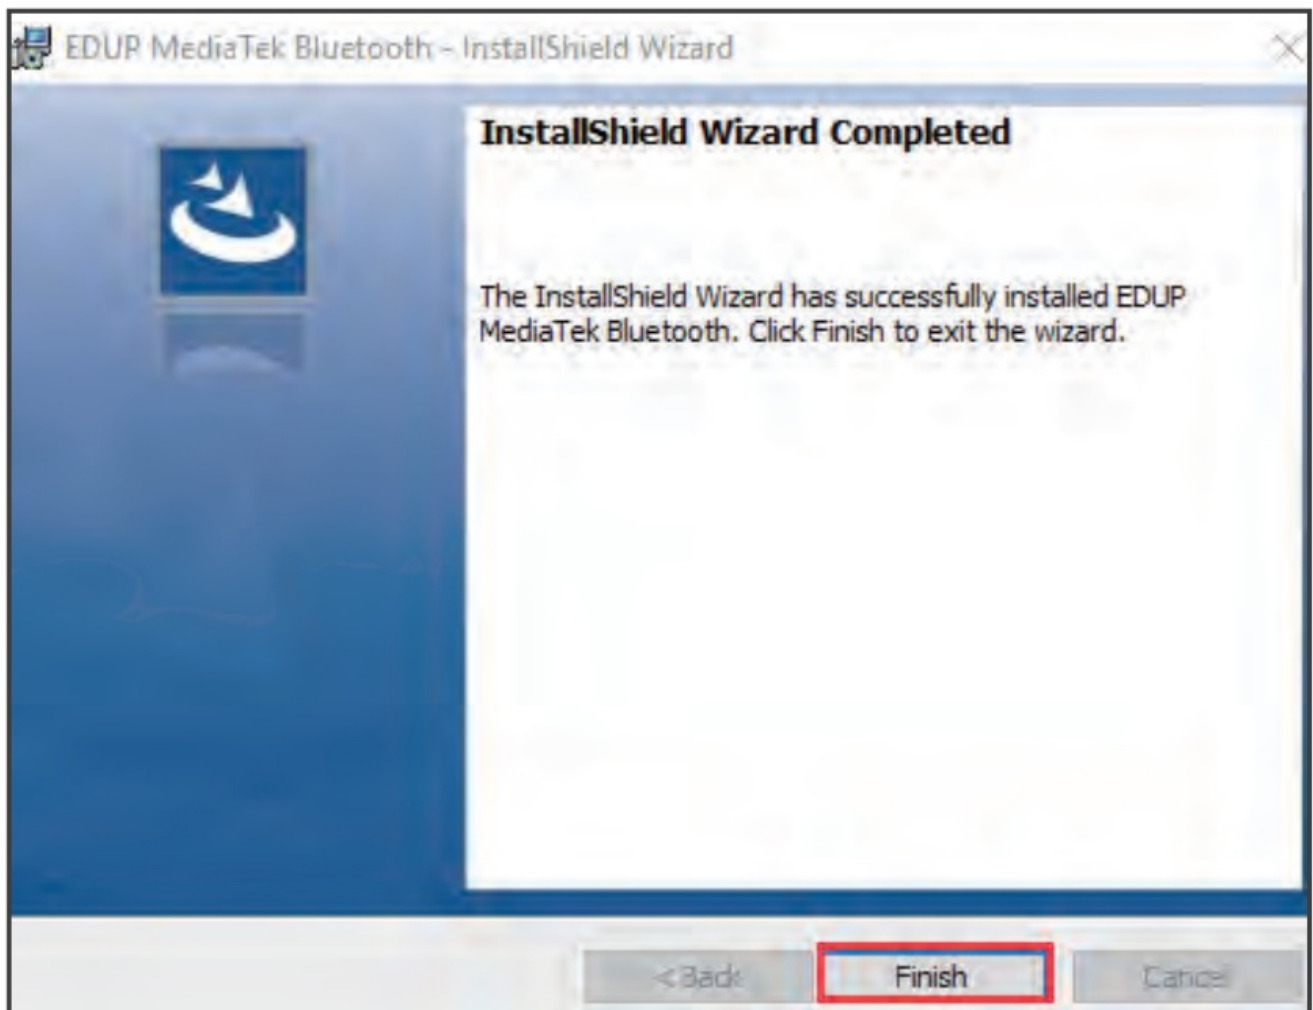 EDUP MediaTek Bluetooth - InstallShield Wizard
InstallShield Wizard Completed
The InstallShield Wizard has successfully installed EDUP
MediaTek Bluetooth. Click Finish to exit the wizard.
< Back Finish Cancel